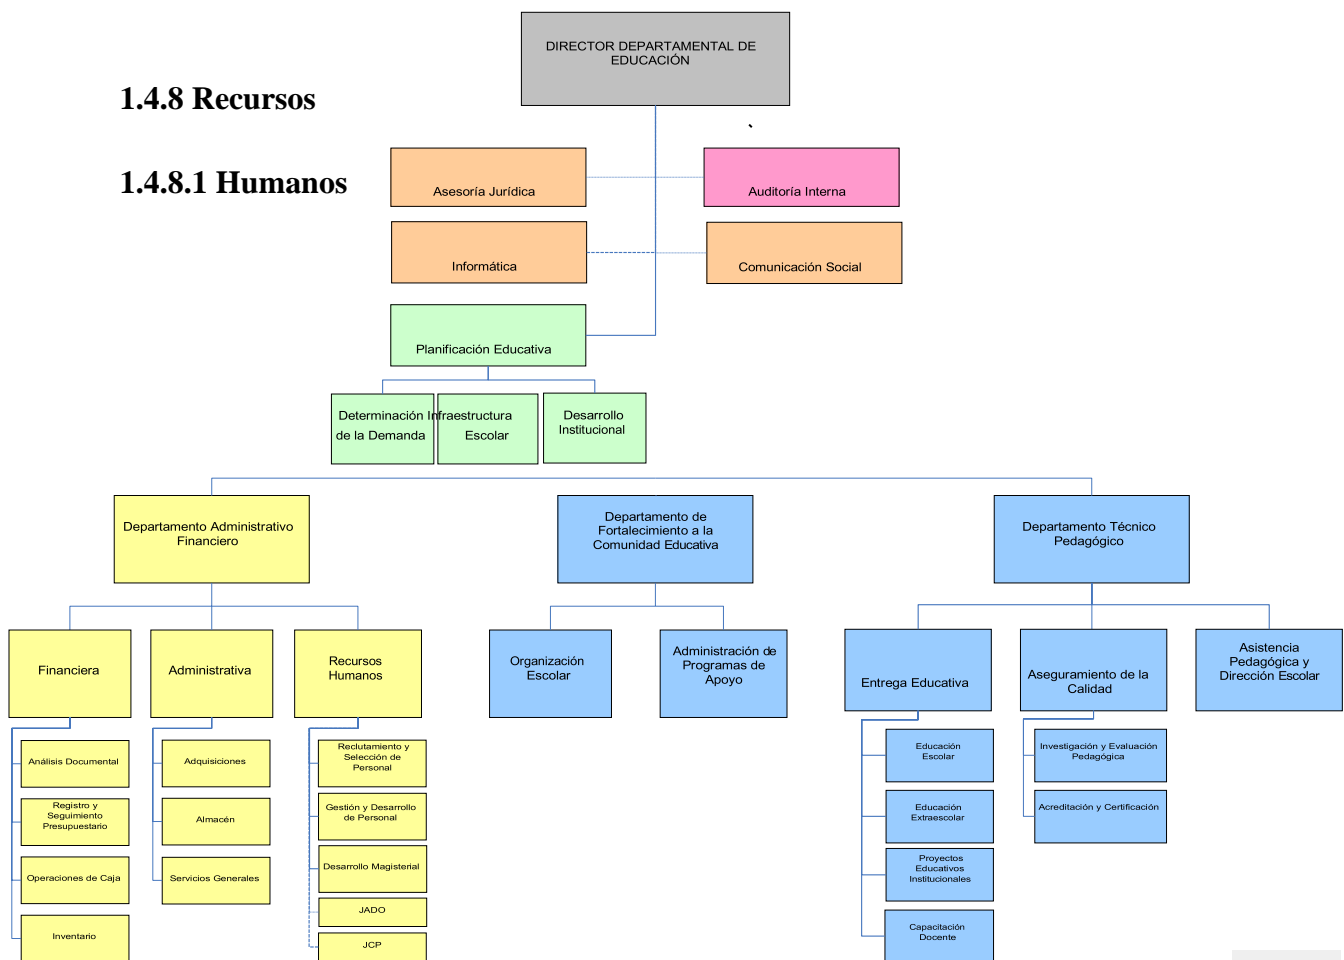 DIRECTOR DEPARTAMENTAL DE
EDUCACIÓN
1.4.8 Recursos
1.4.8.1 Humanos
Asesoría Jurídica
Auditoría Interna
Informática
Comunicación Social
Planificación Educativa
Determinación
de la Demanda
Infraestructura
Escolar
Desarrollo
Institucional
Departamento Administrativo
Financiero
Departamento de
Fortalecimiento a la
Comunidad Educativa
Departamento Técnico
Pedagógico
Financiera
Administrativa
Recursos
Humanos
Organización
Escolar
Administración de
Programas de
Apoyo
Entrega Educativa
Aseguramiento de la
Calidad
Asistencia
Pedagógica y
Dirección Escolar
Análisis Documental
Registro y
Seguimiento
Presupuestario
Operaciones de Caja
Inventario
Adquisiciones
Almacén
Servicios Generales
Reclutamiento y
Selección de
Personal
Gestión y Desarrollo
de Personal
Desarrollo Magisterial
JADO
JCP
Educación
Escolar
Educación
Extraescolar
Proyectos
Educativos
Institucionales
Capacitación
Docente
Investigación y Evaluación
Pedagógica
Acreditación y Certificación